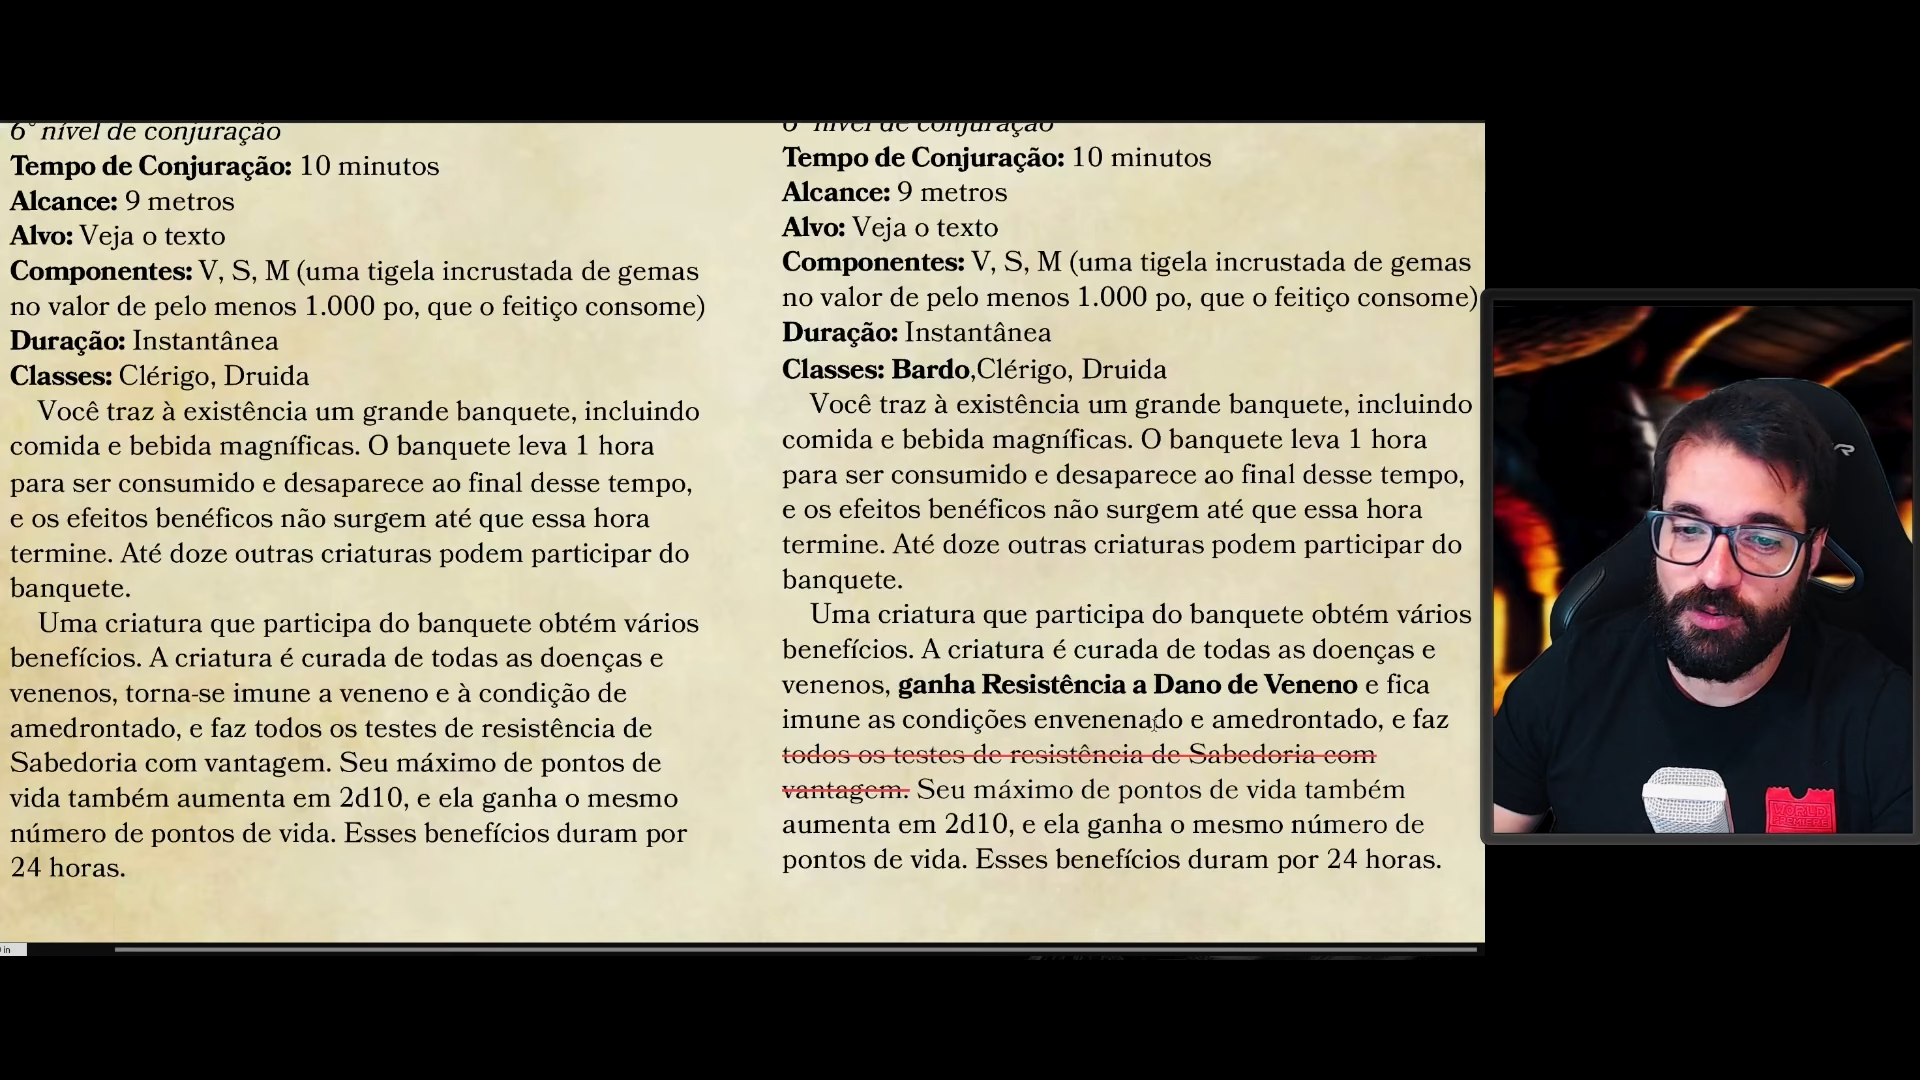 6° nível de conjuração
Tempo de Conjuração: 10 minutos
Alcance: 9 metros
Alvo: Veja o texto
Componentes: V, S, M (uma tigela incrustada de gemas
no valor de pelo menos 1.000 po, que o feitiço consome)
Duração: Instantânea
Classes: Clérigo, Druida
Você traz à existência um grande banquete, incluindo
comida e bebida magníficas. O banquete leva 1 hora
para ser consumido e desaparece ao final desse tempo,
e os efeitos benéficos não surgem até que essa hora
termine. Até doze outras criaturas podem participar do
banquete.
Uma criatura que participa do banquete obtém vários
benefícios. A criatura é curada de todas as doenças e
venenos, torna-se imune a veneno e à condição de
amedrontado, e faz todos os testes de resistência de
Sabedoria com vantagem. Seu máximo de pontos de
vida também aumenta em 2d10, e ela ganha o mesmo
número de pontos de vida. Esses benefícios duram por
24 horas.
6° nível de conjuração
Tempo de Conjuração: 10 minutos
Alcance: 9 metros
Alvo: Veja o texto
Componentes: V, S, M (uma tigela incrustada de gemas
no valor de pelo menos 1.000 po, que o feitiço consome)
Duração: Instantânea
Classes: Bardo,Clérigo, Druida
Você traz à existência um grande banquete, incluindo
comida e bebida magníficas. O banquete leva 1 hora
para ser consumido e desaparece ao final desse tempo,
e os efeitos benéficos não surgem até que essa hora
termine. Até doze outras criaturas podem participar do
banquete.
Uma criatura que participa do banquete obtém vários
benefícios. A criatura é curada de todas as doenças e
venenos, ganha Resistência a Dano de Veneno e fica
imune as condições envenenado e amedrontado, e faz
todos os testes de resistência de Sabedoria com
vantagem. Seu máximo de pontos de vida também
aumenta em 2d10, e ela ganha o mesmo número de
pontos de vida. Esses benefícios duram por 24 horas.
in
WORLD